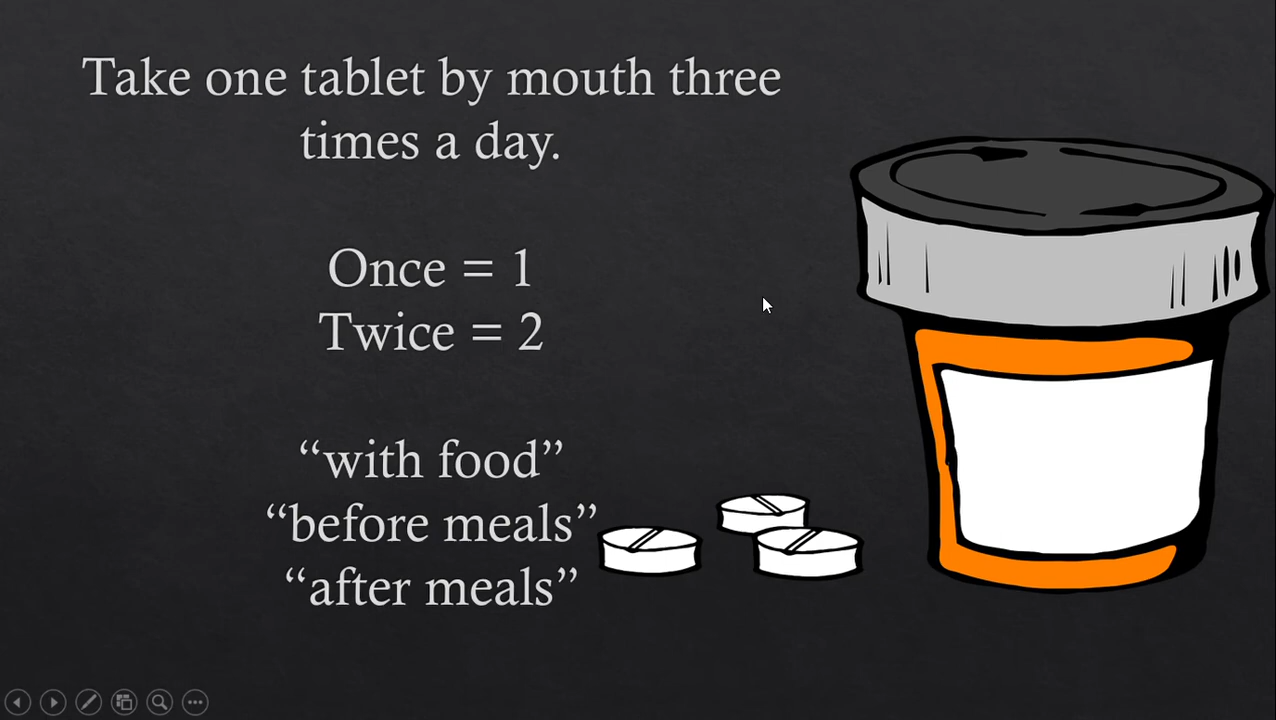 Take one tablet by mouth three
times a day.
Once = 1
Twice = 2
“with food”
“before meals”
“after meals”